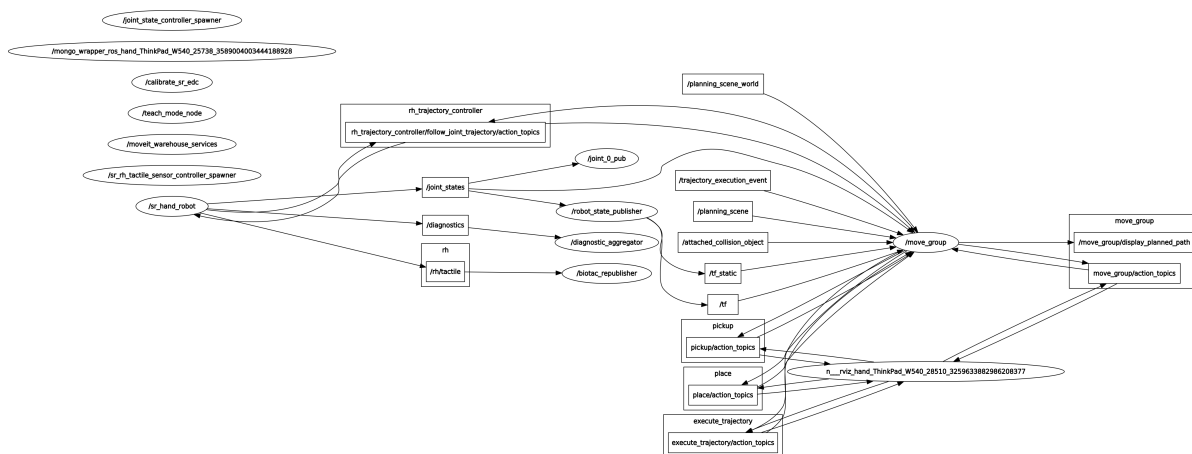 /joint_state_controller_spawner
/mongo_wrapper_ros_hand_ThinkPad_W540_25738_3589004003444188928
/calibrate_sr_edc
/teach_mode_node
/moveit_warehouse_services
/sr_rh_tactile_sensor_controller_spawner
/sr_hand_robot
rh_trajectory_controller
rh_trajectory_controller/follow_joint_trajectory/action_topics
/joint_states
/diagnostics
rh
/rh/tactile
/joint_0_pub
/robot_state_publisher
/diagnostic_aggregator
/biotac_republisher
/planning_scene_world
/trajectory_execution_event
/planning_scene
/attached_collision_object
/tf_static
/tf
pickup
pickup/action_topics
place
place/action_topics
execute_trajectory
execute_trajectory/action_topics
/move_group
n___rviz_hand_ThinkPad_W540_28510_3259633882986208377
move_group
/move_group/display_planned_path
move_group/action_topics